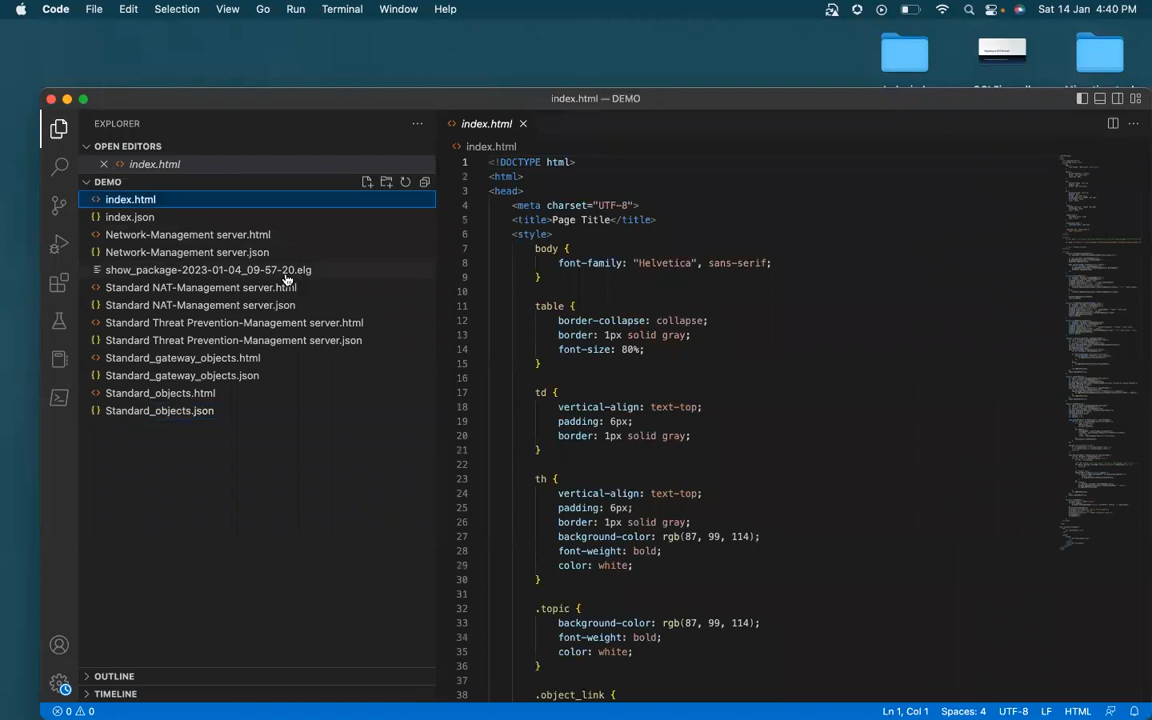 Code File Edit Selection View Go Run Terminal Window Help Sat 14 Jan 4:40 PM
index.html — DEMO
EXPLORER
OPEN EDITORS
index.html
DEMO
index.html
index.json
Network-Management server.html
Network-Management server.json
show_package-2023-01-04_09-57-20.elg
Standard NAT-Management server.html
Standard NAT-Management server.json
Standard Threat Prevention-Management server.html
Standard Threat Prevention-Management server.json
Standard_gateway_objects.html
Standard_gateway_objects.json
Standard_objects.html
Standard_objects.json
OUTLINE
TIMELINE
index.html
index.html
1 <!DOCTYPE html>
2 <html>
3 <head>
4 <meta charset="UTF-8">
5 <title>Page Title</title>
6 <style>
7 body {
8 font-family: "Helvetica", sans-serif;
9 }
10
11 table {
12 border-collapse: collapse;
13 border: 1px solid gray;
14 font-size: 80%;
15 }
16
17 td {
18 vertical-align: text-top;
19 padding: 6px;
20 border: 1px solid gray;
21 }
22
23 th {
24 vertical-align: text-top;
25 padding: 6px;
26 border: 1px solid gray;
27 background-color: rgb(87, 99, 114);
28 font-weight: bold;
29 color: white;
30 }
31
32 .topic {
33 background-color: rgb(87, 99, 114);
34 font-weight: bold;
35 color: white;
36 }
37
38 .object_link {
0 0 Ln 1, Col 1 Spaces: 4 UTF-8 LF HTML